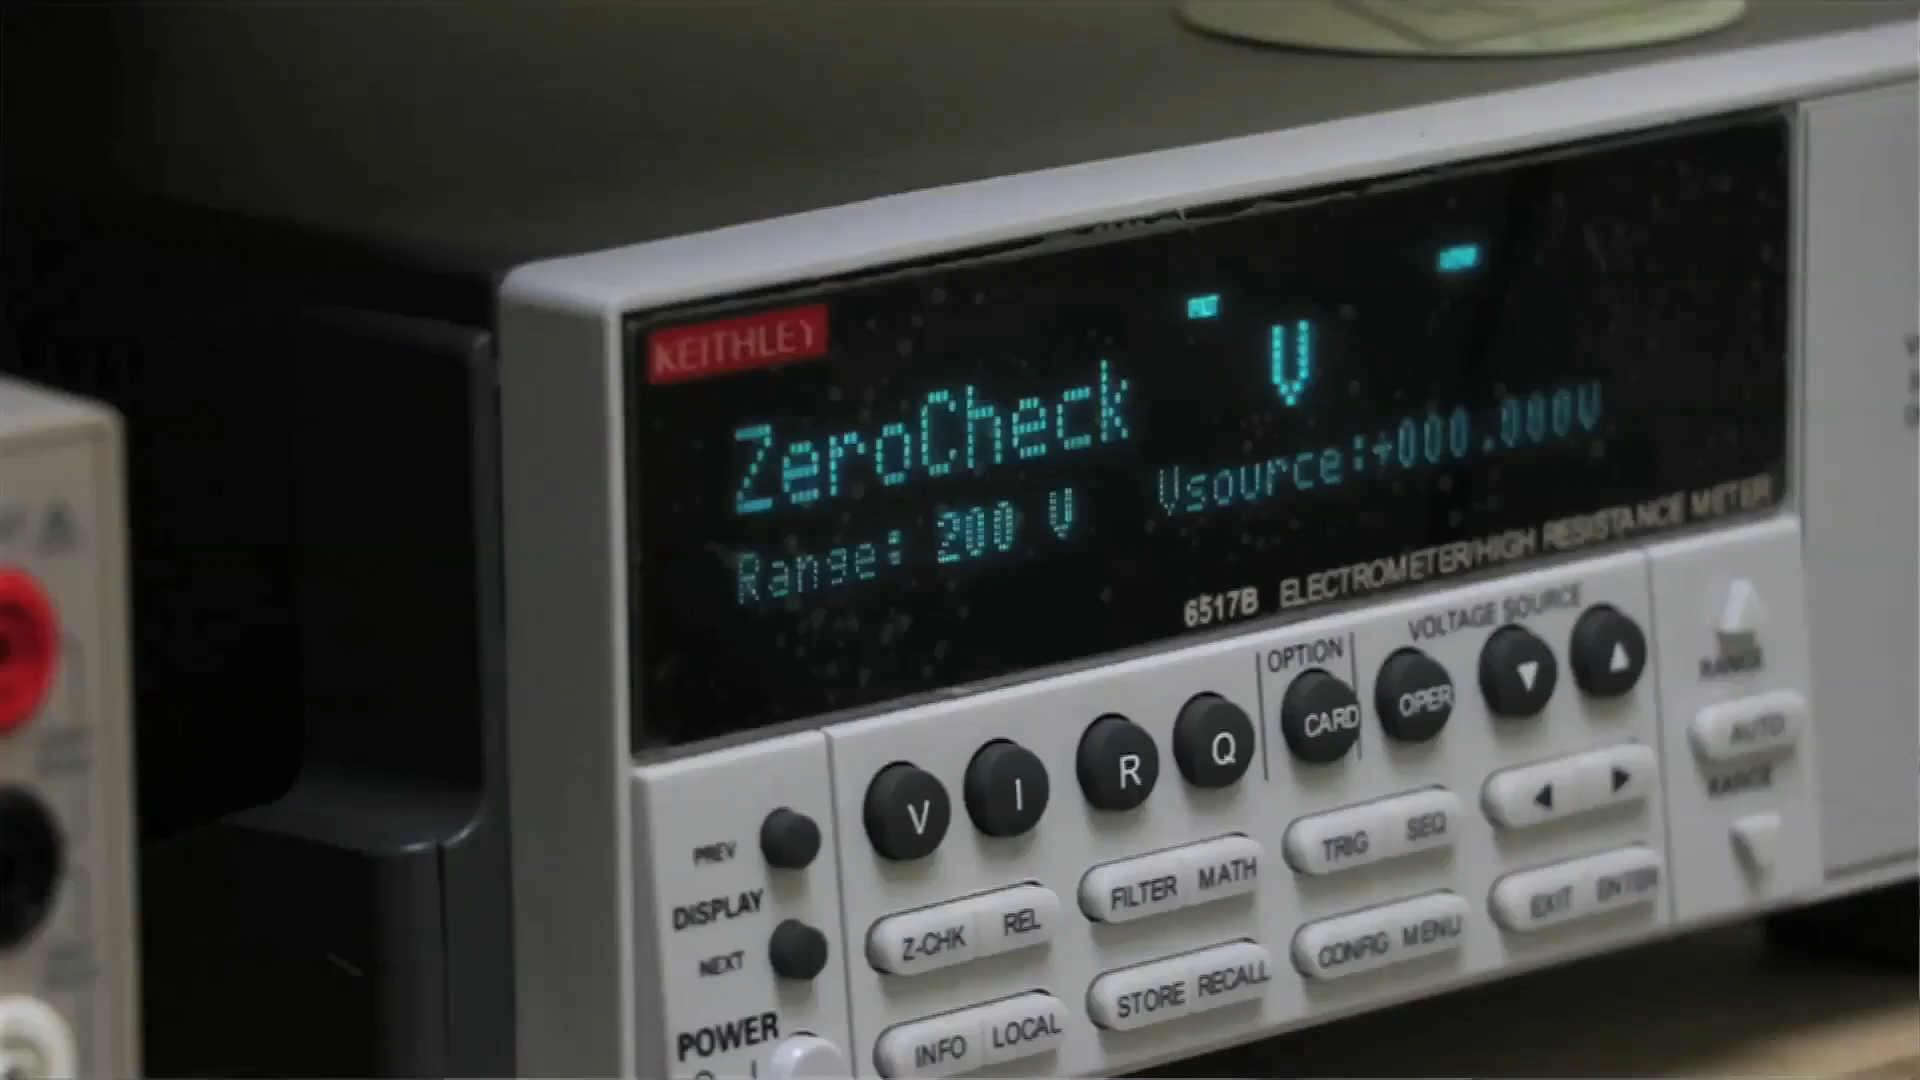 KEITHLEY
FILT
ZeroCheck V
Range: 200 V Vsource:+000.000V
6517B ELECTROMETER/HIGH RESISTANCE METER
OPTION
VOLTAGE SOURCE
V I R Q CARD OPER
RANGE
AUTO
RANGE
PREV
DISPLAY
NEXT
POWER
Z-CHK REL FILTER MATH TRIG SEQ
INFO LOCAL STORE RECALL CONFIG MENU EXIT ENTER